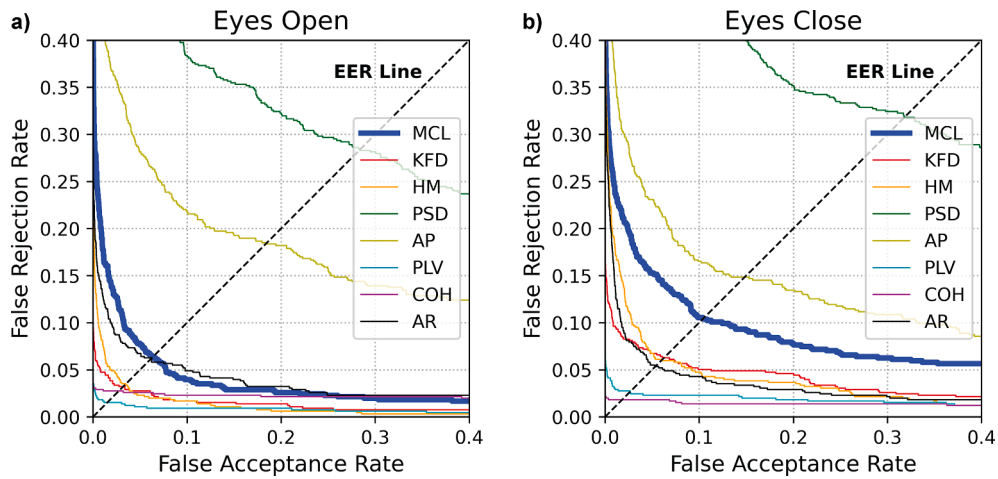 a)
Eyes Open
0.40
0.35
0.30
0.25
0.20
0.15
0.10
0.05
0.00
False Rejection Rate
EER Line
MCL
KFD
HM
PSD
AP
PLV
COH
AR
0.0 0.1 0.2 0.3 0.4
False Acceptance Rate
b)
Eyes Close
0.40
0.35
0.30
0.25
0.20
0.15
0.10
0.05
0.00
False Rejection Rate
EER Line
MCL
KFD
HM
PSD
AP
PLV
COH
AR
0.0 0.1 0.2 0.3 0.4
False Acceptance Rate